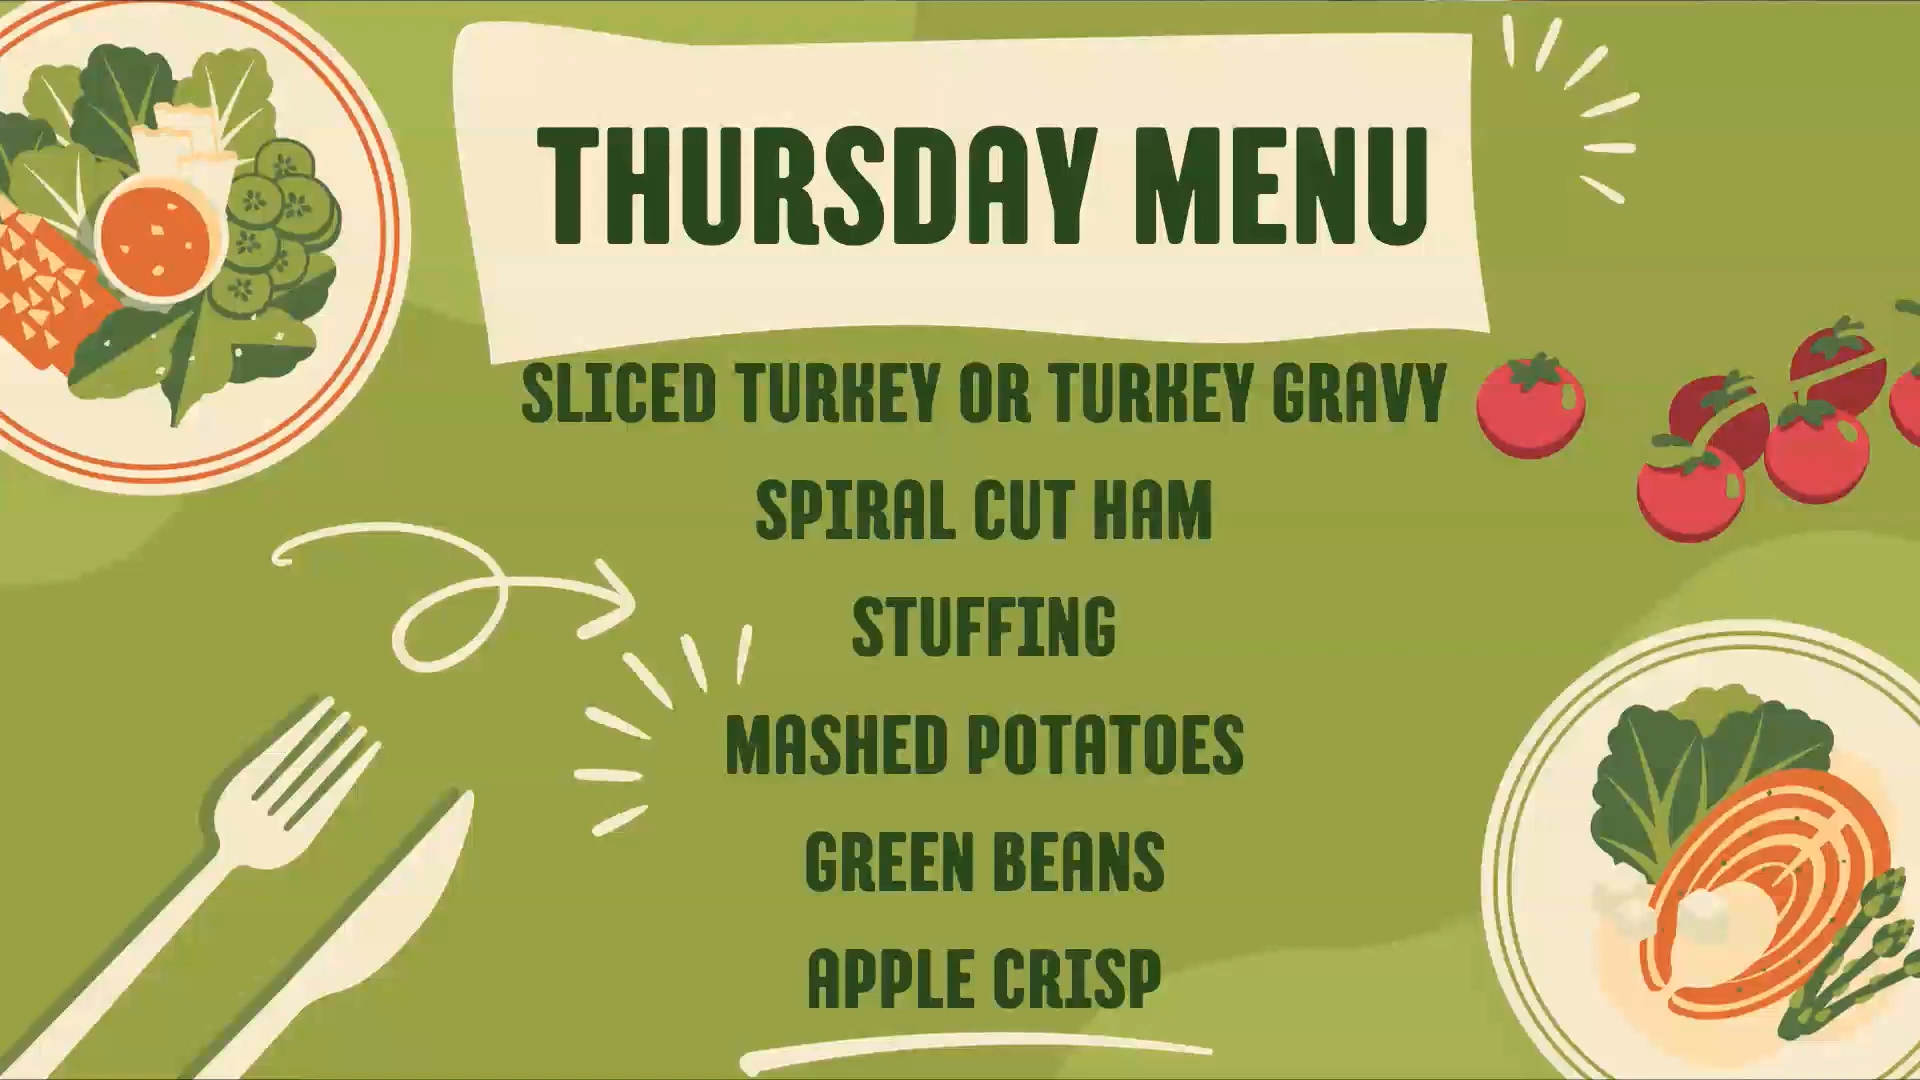 THURSDAY MENU
SLICED TURKEY OR TURKEY GRAVY
SPIRAL CUT HAM
STUFFING
MASHED POTATOES
GREEN BEANS
APPLE CRISP